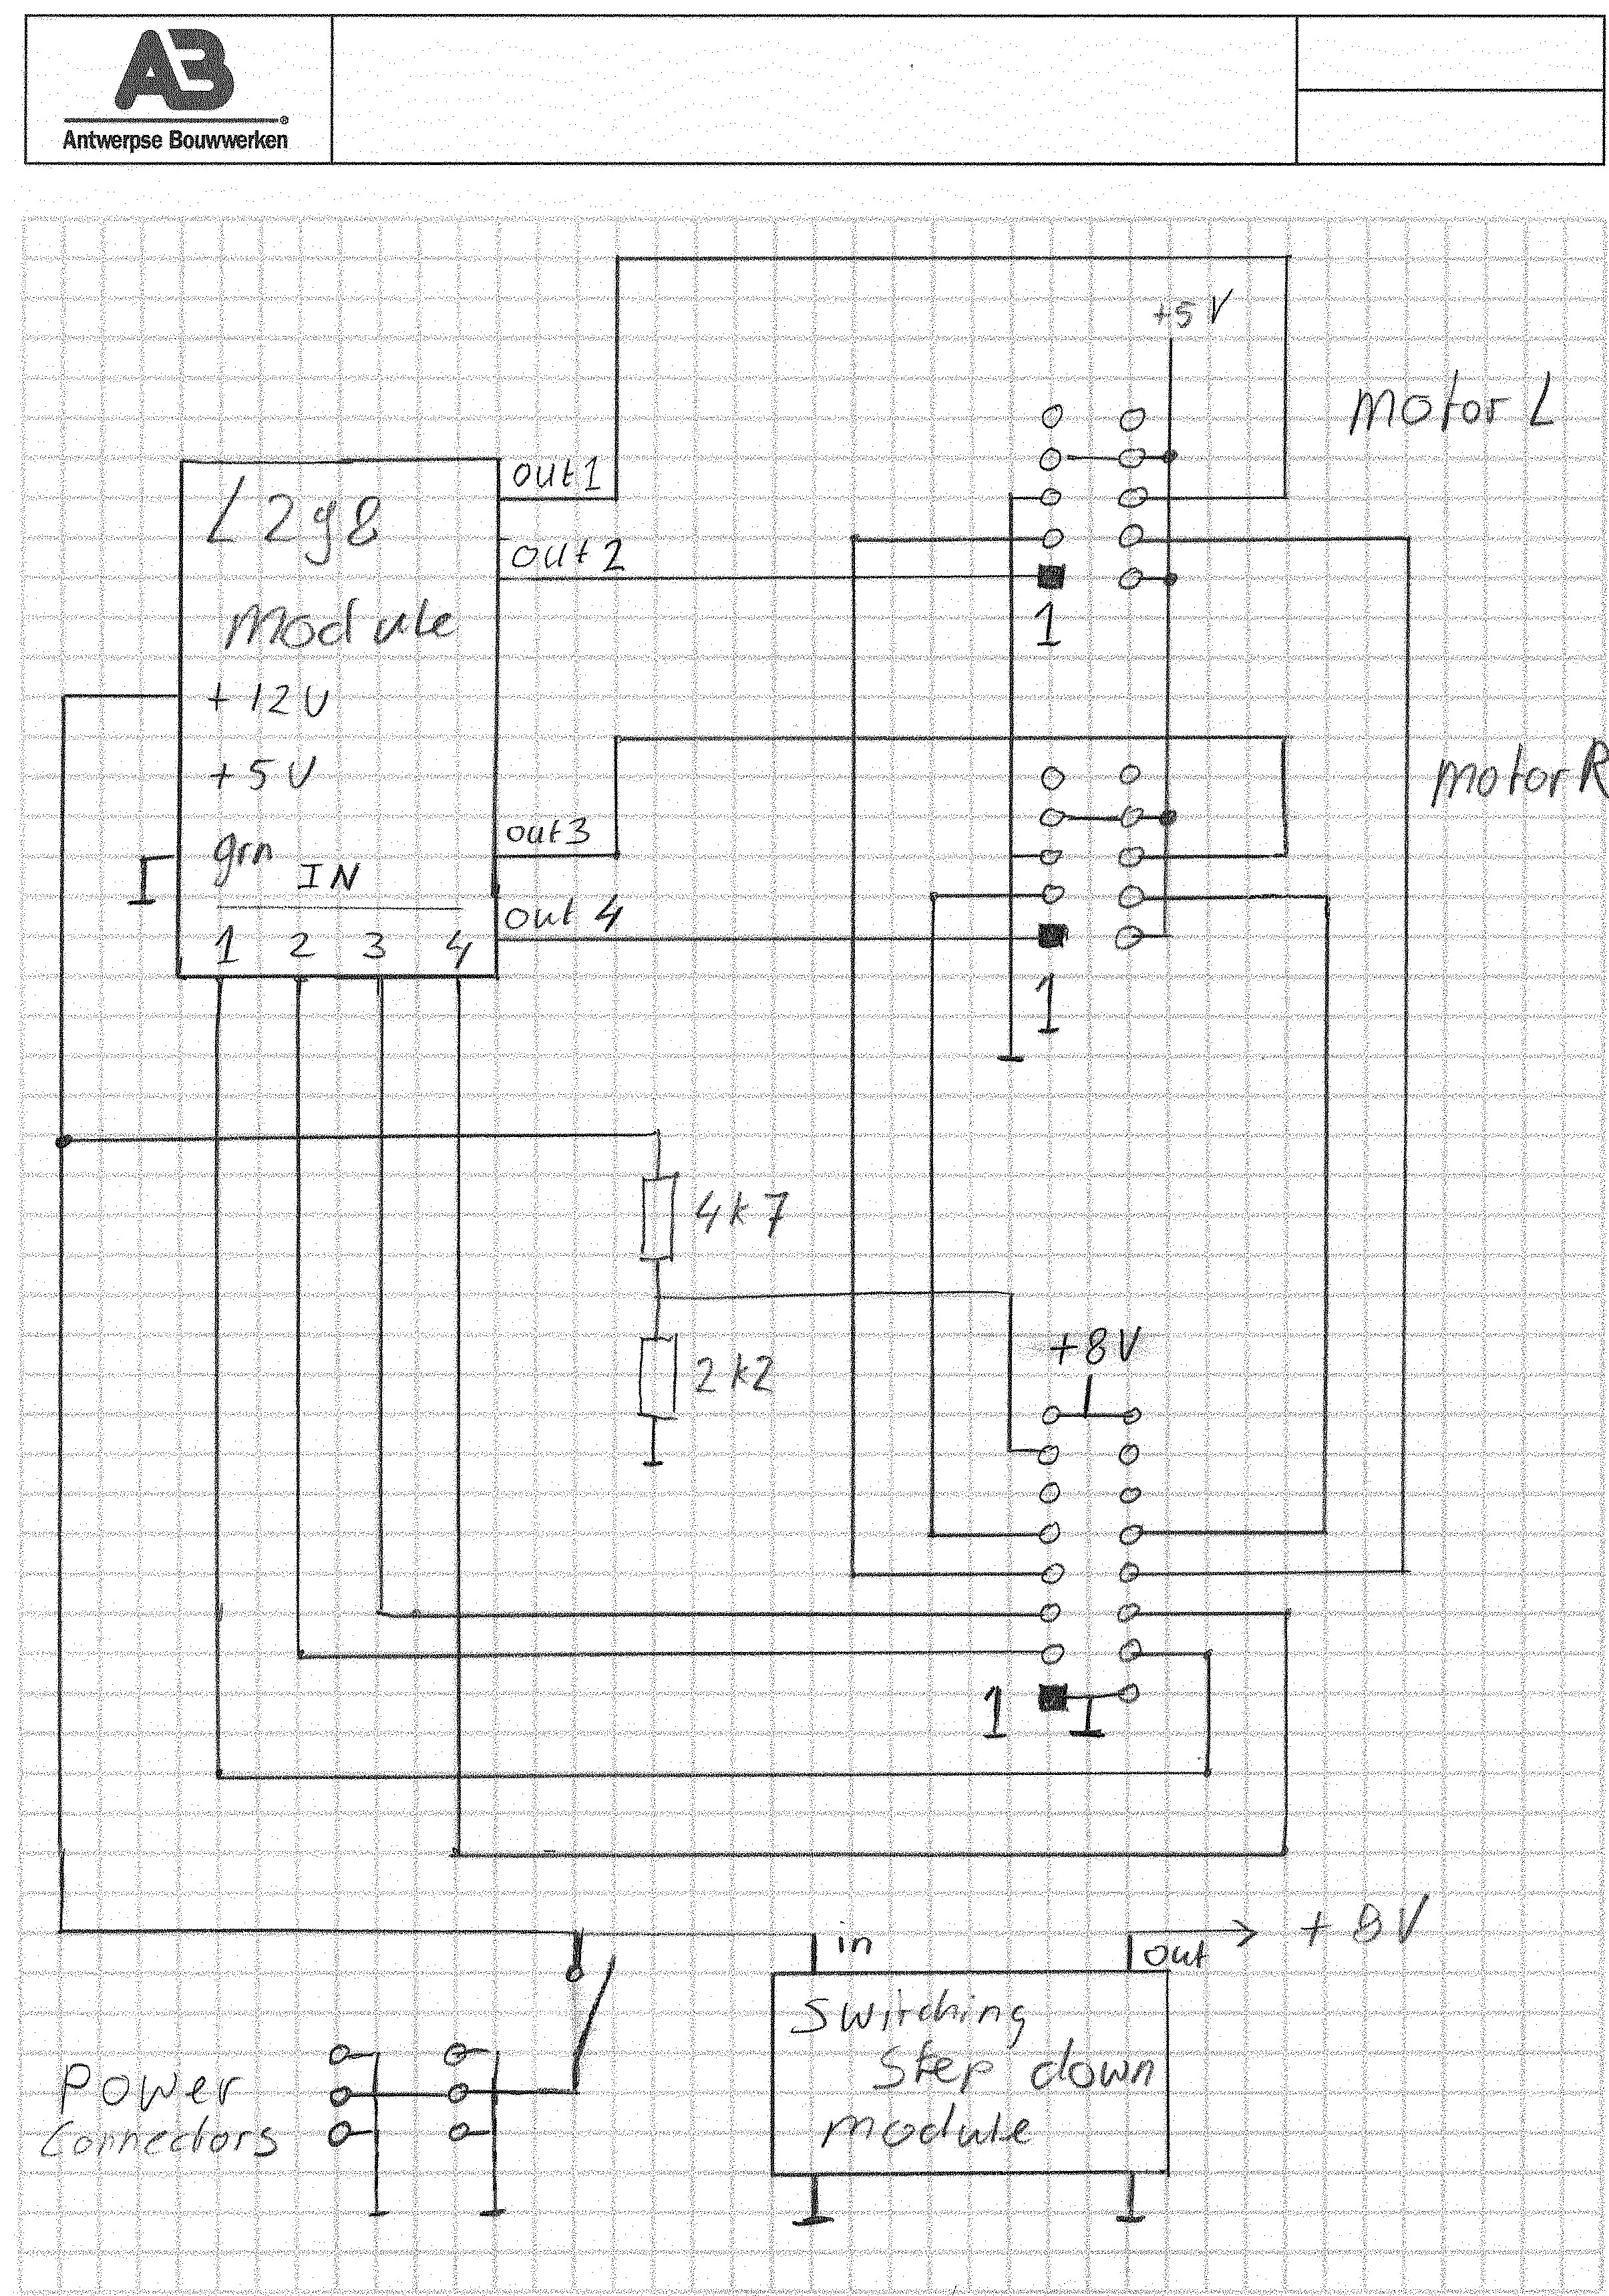 AB
®
Antwerpse Bouwwerken
+5V
Motor L
out1
L298
out2
Module
1
+12V
+5V
Motor R
out3
grn
IN
out 4
1 2 3 4
1
4k7
+8V
2k2
1
in
out
+8V
Switching
Step down
module
Power
Connectors